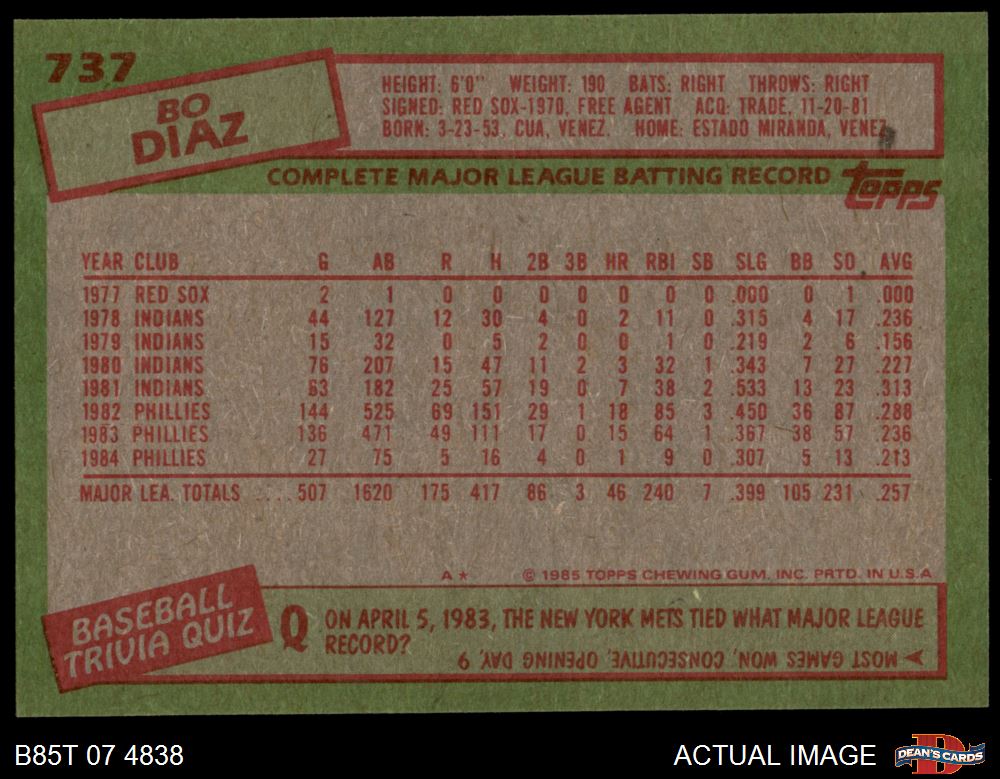 737
BO
DIAZ
HEIGHT: 6'0" WEIGHT: 190 BATS: RIGHT THROWS: RIGHT
SIGNED: RED SOX-1970, FREE AGENT ACQ: TRADE, 11-20-81
BORN: 3-23-53, CUA, VENEZ. HOME: ESTADO MIRANDA, VENEZ.
COMPLETE MAJOR LEAGUE BATTING RECORD
TOPPS
YEAR CLUB G AB R H 2B 3B HR RBI SB SLG BB SO AVG
1977 RED SOX 2 1 0 0 0 0 0 0 0 .000 0 1 .000
1978 INDIANS 44 127 12 30 4 0 2 11 0 .315 4 17 .236
1979 INDIANS 15 32 0 5 2 0 0 1 0 .219 2 6 .156
1980 INDIANS 76 207 15 47 11 2 3 32 1 .343 7 27 .227
1981 INDIANS 63 182 25 57 19 0 7 38 2 .533 13 23 .313
1982 PHILLIES 144 525 69 151 29 1 18 85 3 .450 36 87 .288
1983 PHILLIES 136 471 49 111 17 0 15 64 1 .367 38 57 .236
1984 PHILLIES 27 75 5 16 4 0 1 9 0 .307 5 13 .213
MAJOR LEA. TOTALS .... 507 1620 175 417 86 3 46 240 7 .399 105 231 .257
A ★ © 1985 TOPPS CHEWING GUM, INC. PRTD. IN U.S.A.
BASEBALL
TRIVIA QUIZ
Q ON APRIL 5, 1983, THE NEW YORK METS TIED WHAT MAJOR LEAGUE
RECORD?
MOST GAMES WON, CONSECUTIVE, OPENING DAY, 9
B85T 07 4838
ACTUAL IMAGE
DEAN'S CARDS